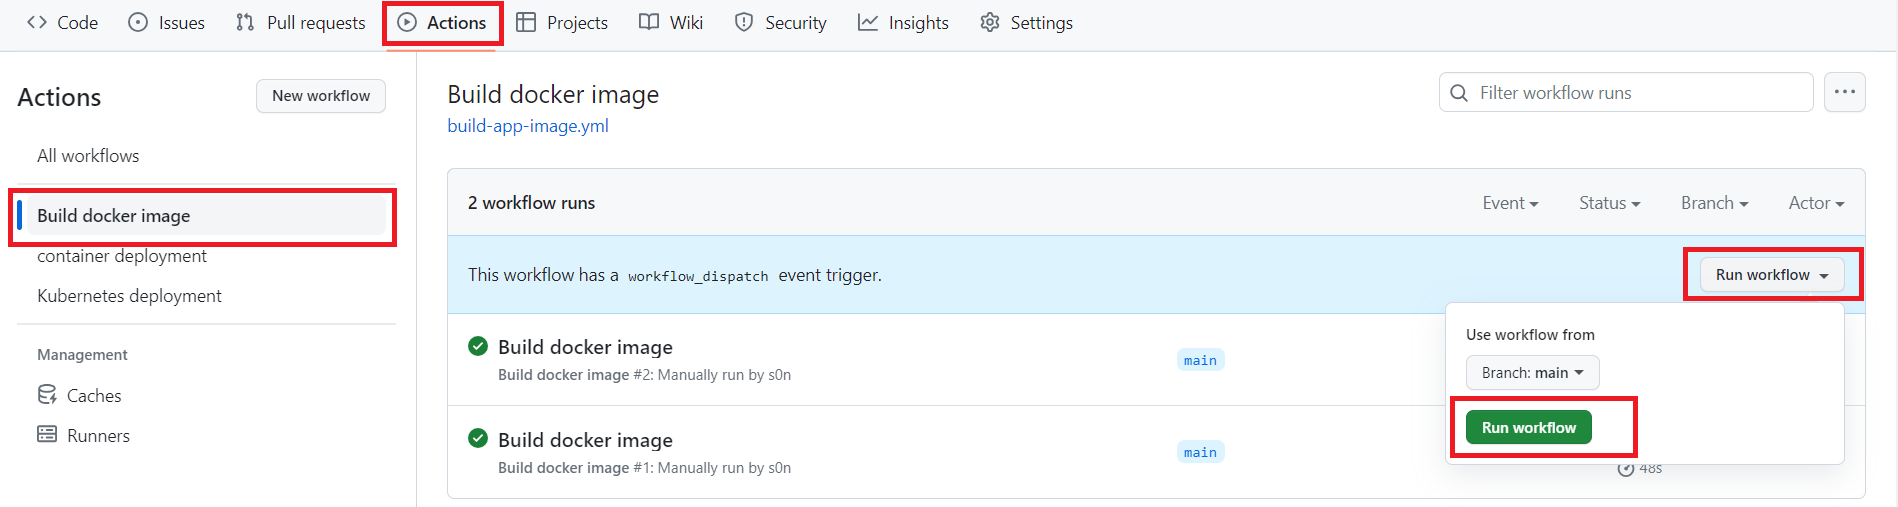 Code Issues Pull requests Actions Projects Wiki Security Insights Settings
Actions
New workflow
All workflows
Build docker image
container deployment
Kubernetes deployment
Management
Caches
Runners
Build docker image
build-app-image.yml
Filter workflow runs
2 workflow runs
Event Status Branch Actor
This workflow has a workflow_dispatch event trigger.
Run workflow
Use workflow from
Branch: main
Run workflow
Build docker image
Build docker image #2: Manually run by s0n
main
Build docker image
Build docker image #1: Manually run by s0n
main
48s